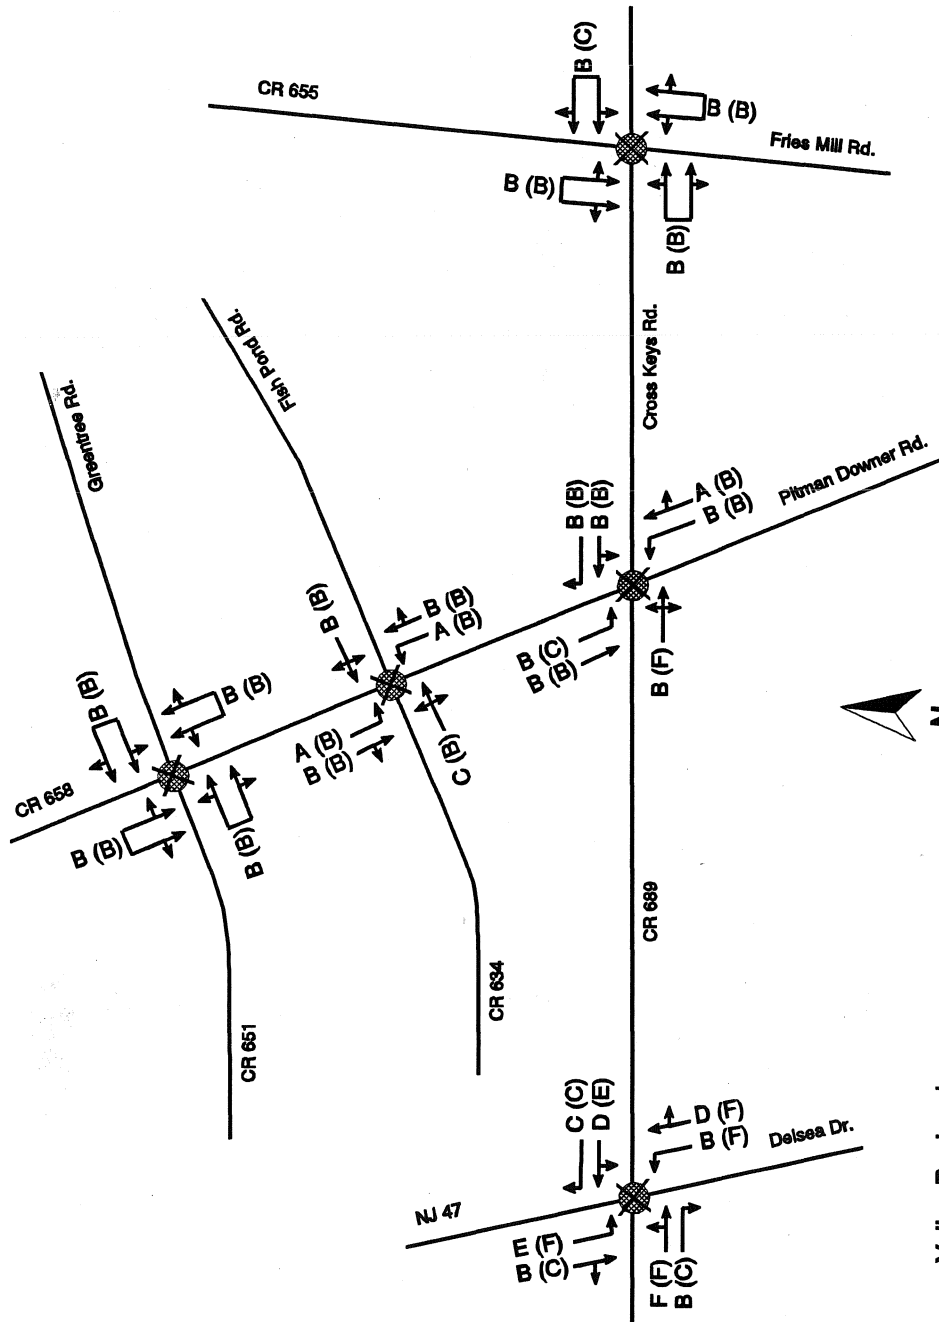 CR 655
B (C)
B (B)
Fries Mill Rd.
B (B)
B (B)
Cross Keys Rd.
Greentree Rd.
Fish Pond Rd.
B (B)
B (B)
A (B)
B (B)
Pitman Downer Rd.
B (C)
B (B)
B (F)
B (B)
B (B)
A (B)
A (B)
B (B)
C (B)
B (B)
B (B)
CR 658
B (B)
B (B)
N
CR 651
CR 634
CR 689
C (C)
D (E)
D (F)
B (F)
Delsea Dr.
NJ 47
E (F)
B (C)
F (F)
B (C)